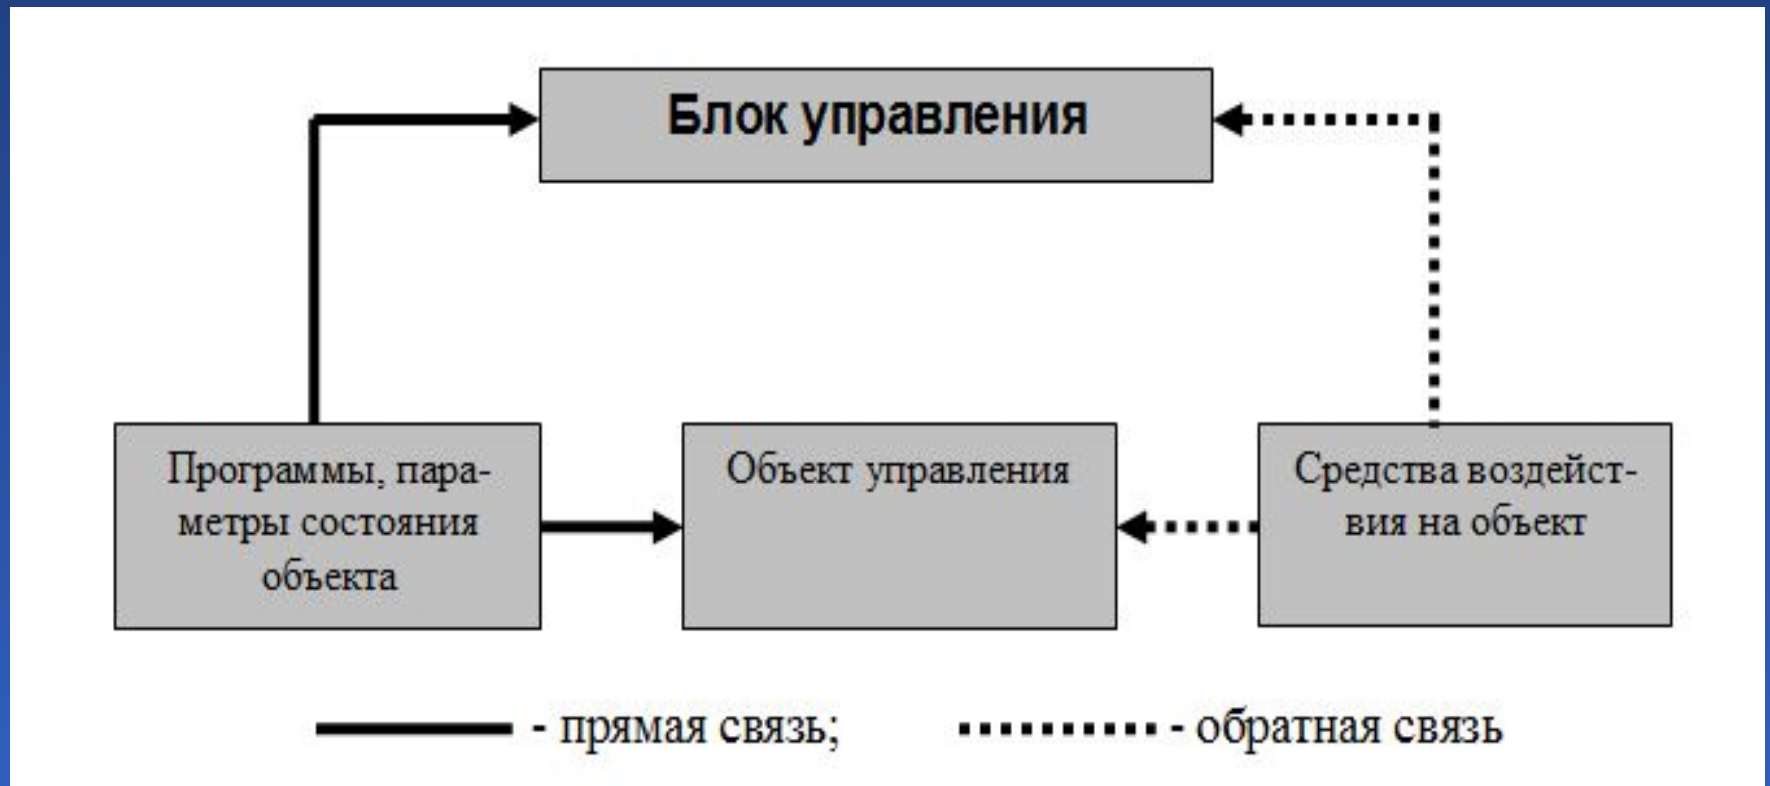 Блок управления
Программы, пара-
метры состояния
объекта
Объект управления
Средства воздейст-
вия на объект
- прямая связь;
- обратная связь